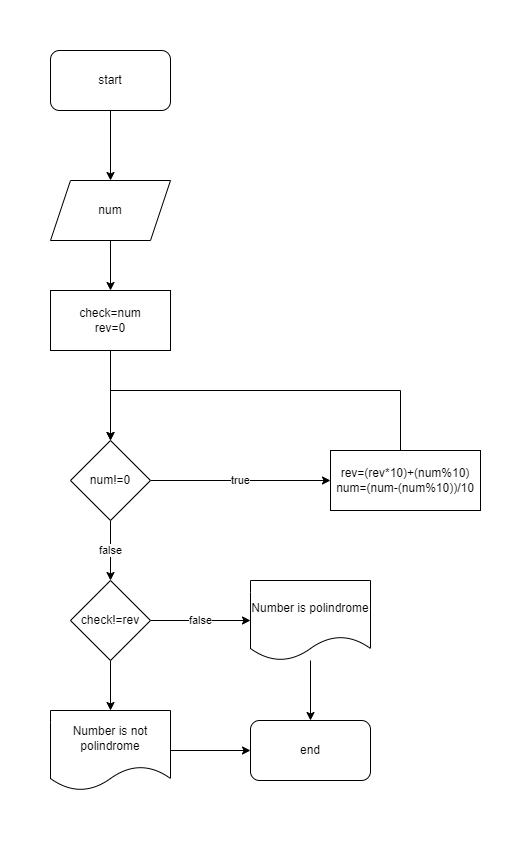 start
num
check=num
rev=0
num!=0
true
rev=(rev*10)+(num%10)
num=(num-(num%10))/10
false
check!=rev
false
Number is polindrome
Number is not
polindrome
end